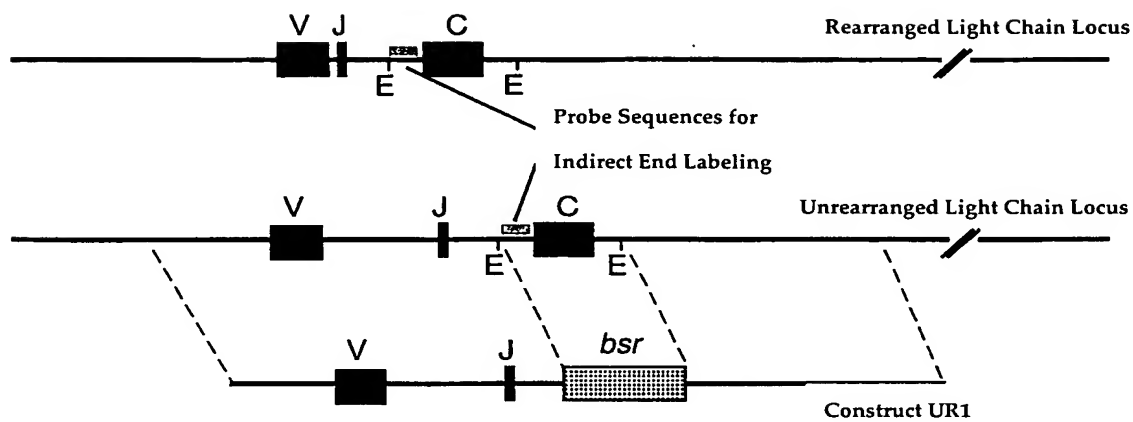 V J C Rearranged Light Chain Locus
E E
Probe Sequences for
Indirect End Labeling
V J C Unrearranged Light Chain Locus
E E
V J bsr
Construct UR1